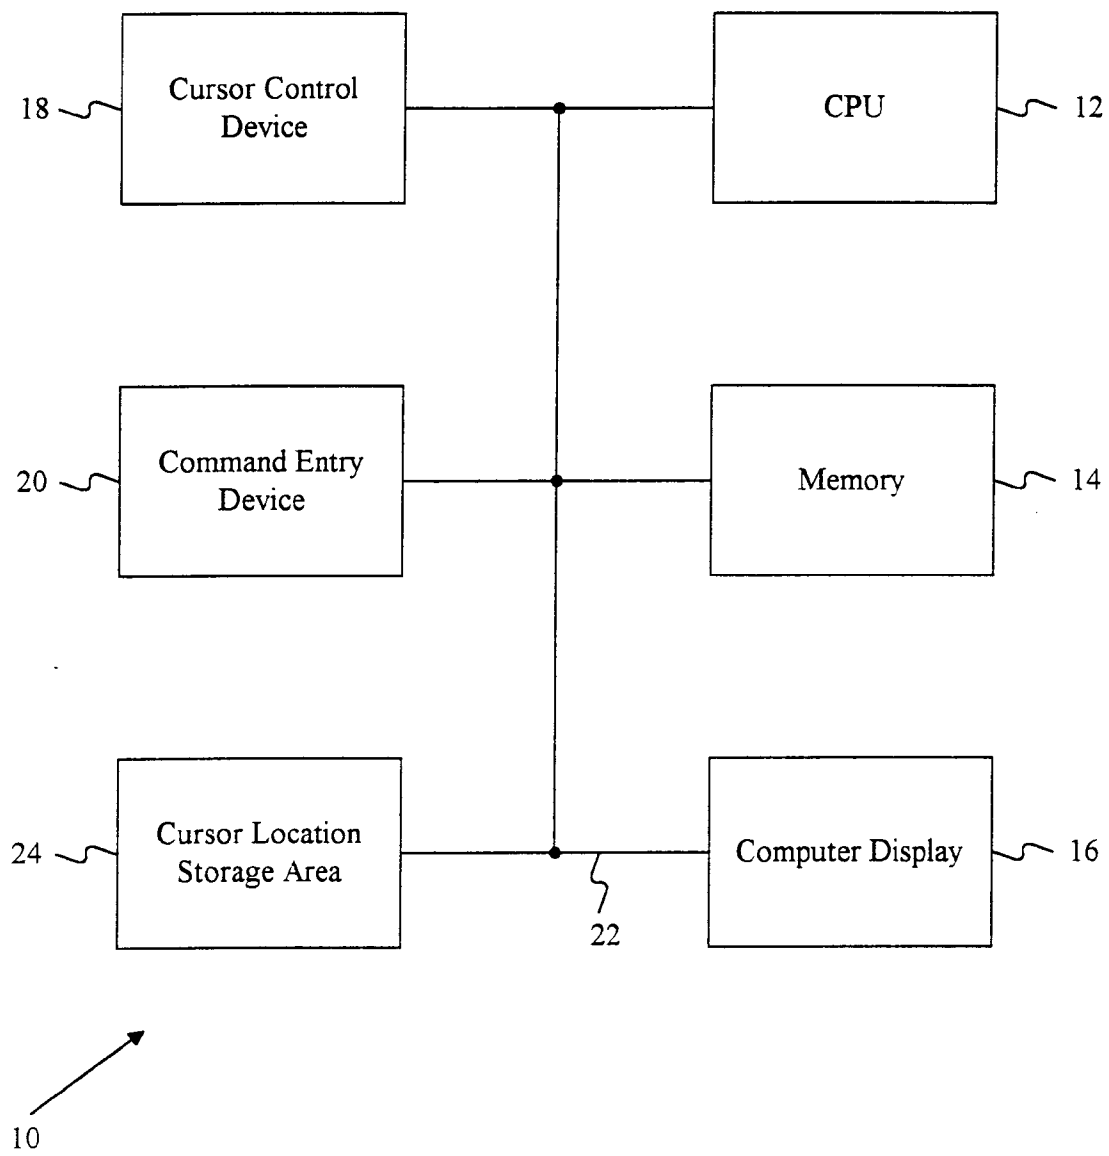 Cursor Control
Device
18
CPU
12
Command Entry
Device
20
Memory
14
Cursor Location
Storage Area
24
Computer Display
16
22
10